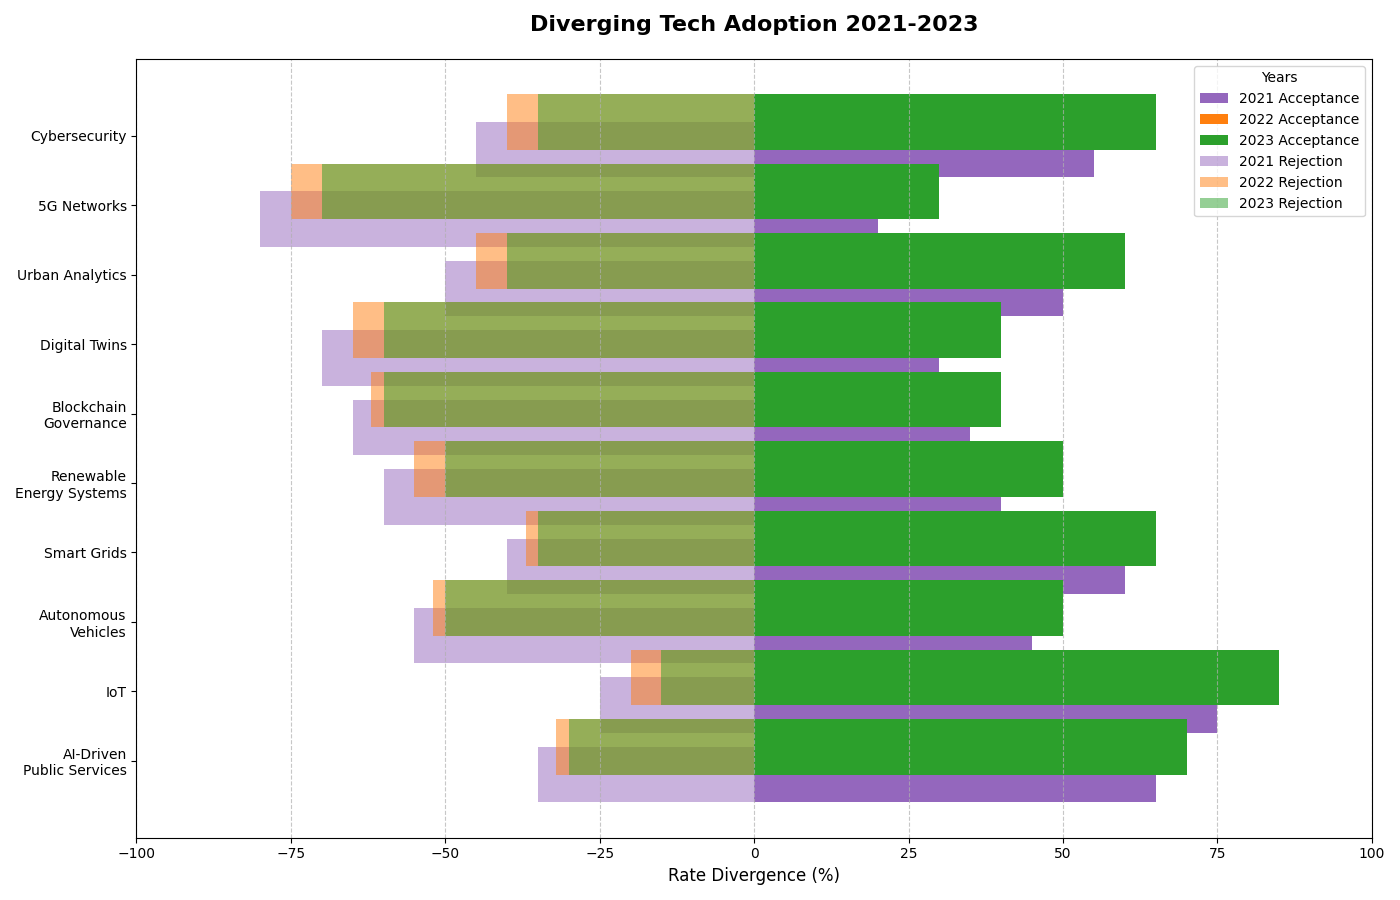 Diverging Tech Adoption 2021-2023
Years
2021 Acceptance
2022 Acceptance
2023 Acceptance
2021 Rejection
2022 Rejection
2023 Rejection
Cybersecurity
5G Networks
Urban Analytics
Digital Twins
Blockchain
Governance
Renewable
Energy Systems
Smart Grids
Autonomous
Vehicles
IoT
AI-Driven
Public Services
−100 −75 −50 −25 0 25 50 75 100
Rate Divergence (%)